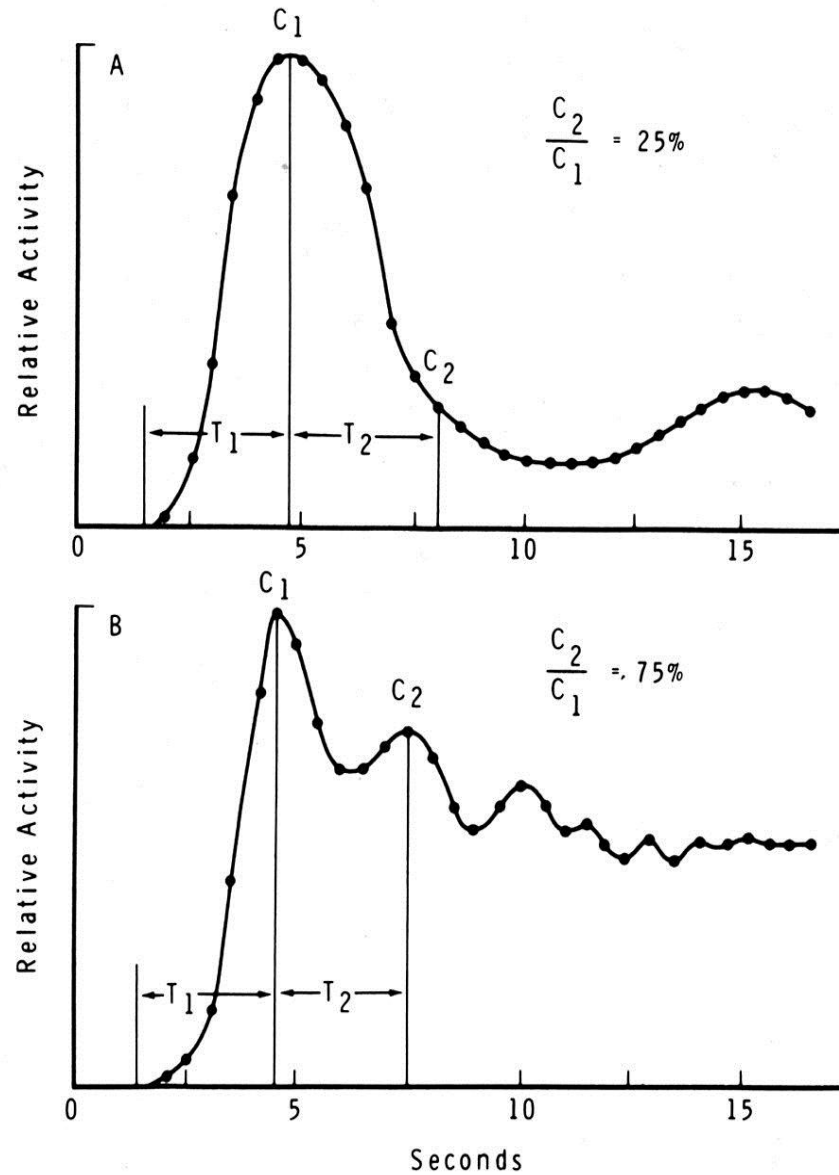 C1
A
C2
C1
= 25%
Relative Activity
C2
T1
T2
0
5
10
15
C1
B
C2
C1
=. 75%
C2
Relative Activity
T1
T2
0
5
10
15
Seconds